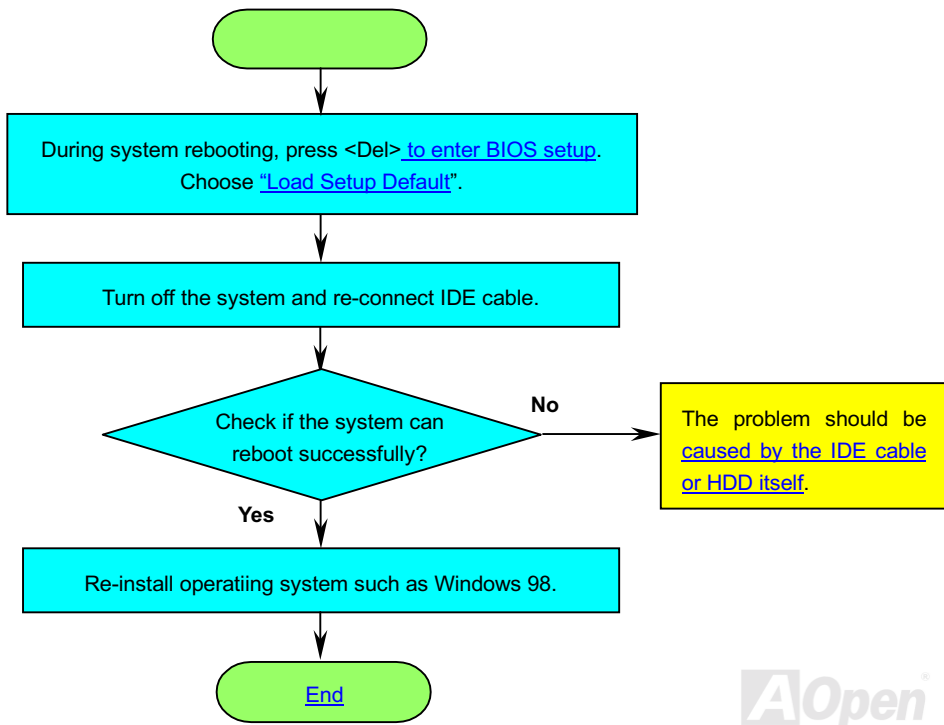 During system rebooting, press <Del> to enter BIOS setup.
Choose “Load Setup Default”.
Turn off the system and re-connect IDE cable.
Check if the system can
reboot successfully?
No
The problem should be
caused by the IDE cable
or HDD itself.
Yes
Re-install operatiing system such as Windows 98.
End
AOpen®